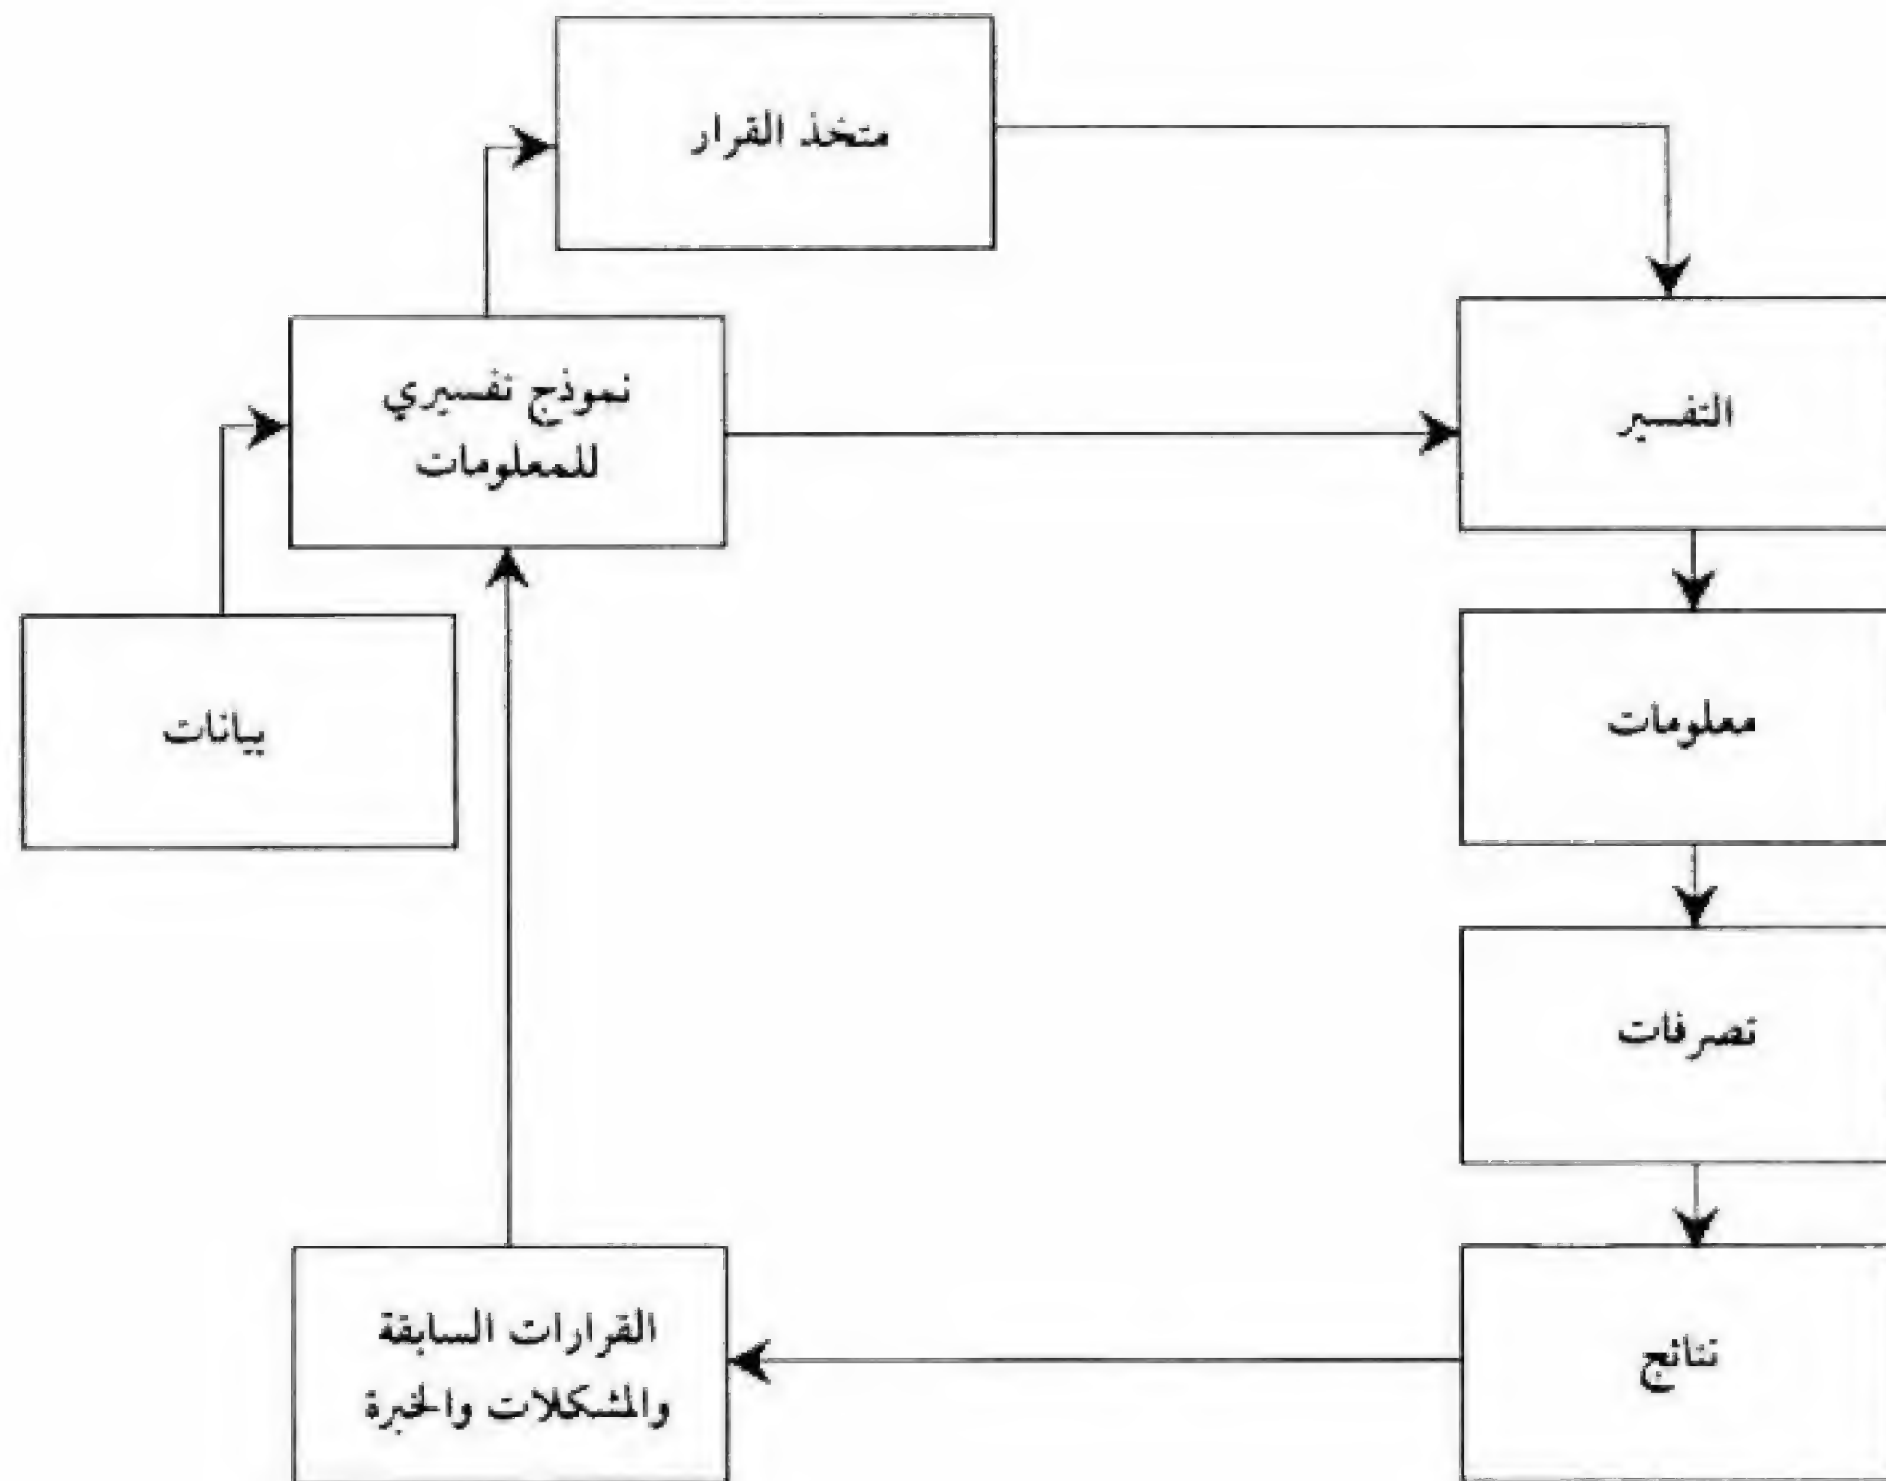 متخذ القرار
نموذج تفسيري
للمعلومات
التفسير
بيانات
معلومات
تصرفات
القرارات السابقة
والمشكلات والخبرة
نتائج